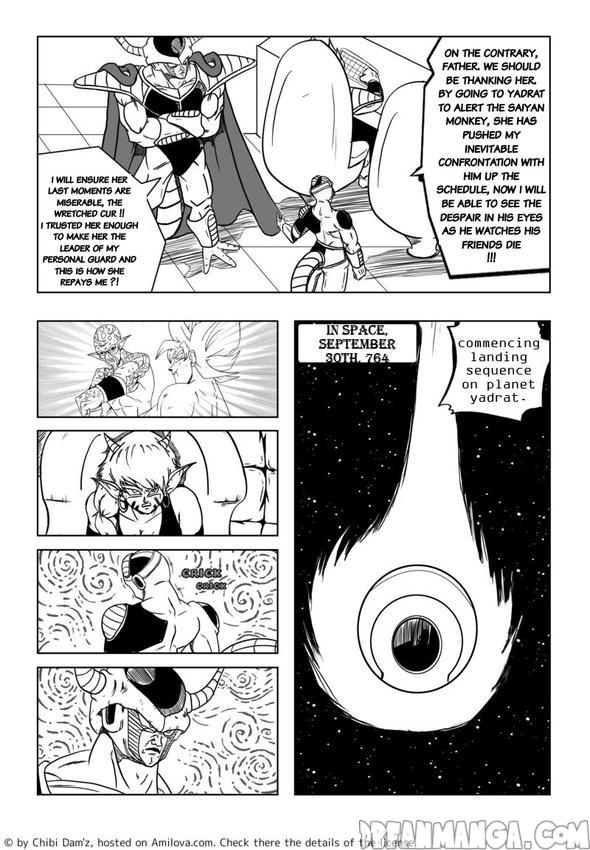 ON THE CONTRARY,
FATHER. WE SHOULD
BE THANKING HER.
BY GOING TO YADRAT
TO ALERT THE SAIYAN
MONKEY, SHE HAS
PUSHED MY
INEVITABLE
CONFRONTATION WITH
HIM UP THE
SCHEDULE, NOW I WILL
BE ABLE TO SEE THE
DESPAIR IN HIS EYES
AS HE WATCHES HIS
FRIENDS DIE
!!!
I WILL ENSURE HER
LAST MOMENTS ARE
MISERABLE, THE
WRETCHED CUR !!
I TRUSTED HER ENOUGH
TO MAKE HER THE
LEADER OF MY
PERSONAL GUARD AND
THIS IS HOW SHE
REPAYS ME ?!
IN SPACE,
SEPTEMBER
30TH, 764
commencing
landing
sequence
on planet
yadrat.
CRICK
CRICK
DREANMANGA.COM
© by Chibi Dam'z, hosted on Amilova.com. Check there the details of the license.